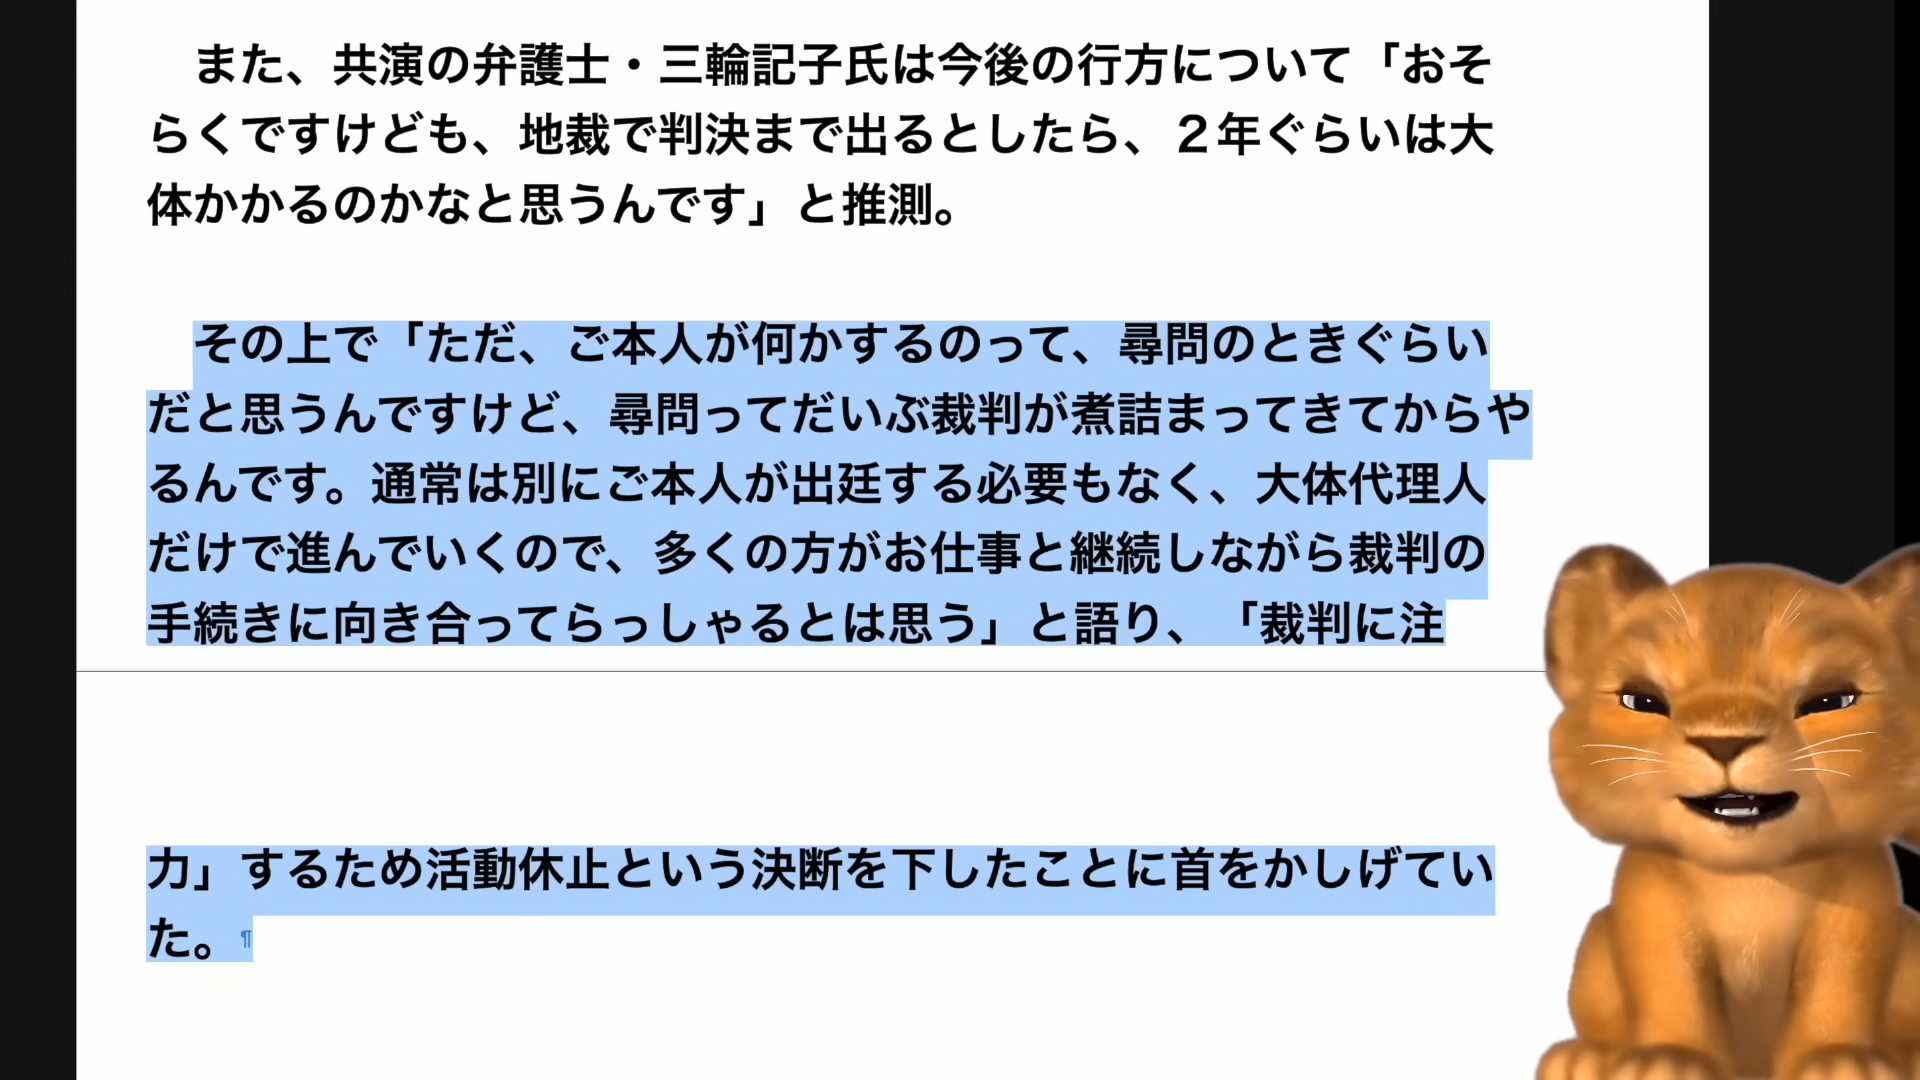 また、共演の弁護士・三輪記子氏は今後の行方について「おそ
らくですけども、地裁で判決まで出るとしたら、２年ぐらいは大
体かかるのかなと思うんです」と推測。
その上で「ただ、ご本人が何かするのって、尋問のときぐらい
だと思うんですけど、尋問ってだいぶ裁判が煮詰まってきてからや
るんです。通常は別にご本人が出廷する必要もなく、大体代理人
だけで進んでいくので、多くの方がお仕事と継続しながら裁判の
手続きに向き合ってらっしゃるとは思う」と語り、「裁判に注
力」するため活動休止という決断を下したことに首をかしげてい
た。